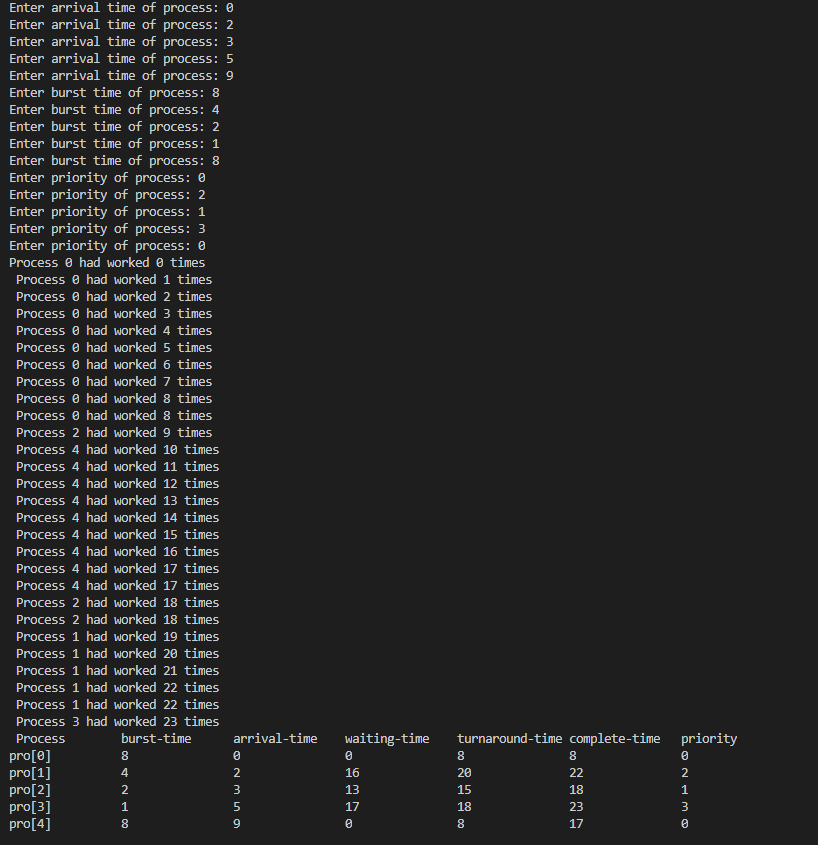 Enter arrival time of process: 0
Enter arrival time of process: 2
Enter arrival time of process: 3
Enter arrival time of process: 5
Enter arrival time of process: 9
Enter burst time of process: 8
Enter burst time of process: 4
Enter burst time of process: 2
Enter burst time of process: 1
Enter burst time of process: 8
Enter priority of process: 0
Enter priority of process: 2
Enter priority of process: 1
Enter priority of process: 3
Enter priority of process: 0
Process 0 had worked 0 times
Process 0 had worked 1 times
Process 0 had worked 2 times
Process 0 had worked 3 times
Process 0 had worked 4 times
Process 0 had worked 5 times
Process 0 had worked 6 times
Process 0 had worked 7 times
Process 0 had worked 8 times
Process 0 had worked 8 times
Process 2 had worked 9 times
Process 4 had worked 10 times
Process 4 had worked 11 times
Process 4 had worked 12 times
Process 4 had worked 13 times
Process 4 had worked 14 times
Process 4 had worked 15 times
Process 4 had worked 16 times
Process 4 had worked 17 times
Process 4 had worked 17 times
Process 2 had worked 18 times
Process 2 had worked 18 times
Process 1 had worked 19 times
Process 1 had worked 20 times
Process 1 had worked 21 times
Process 1 had worked 22 times
Process 1 had worked 22 times
Process 3 had worked 23 times
Process burst-time arrival-time waiting-time turnaround-time complete-time priority
pro[0] 8 0 0 8 8 0
pro[1] 4 2 16 20 22 2
pro[2] 2 3 13 15 18 1
pro[3] 1 5 17 18 23 3
pro[4] 8 9 0 8 17 0